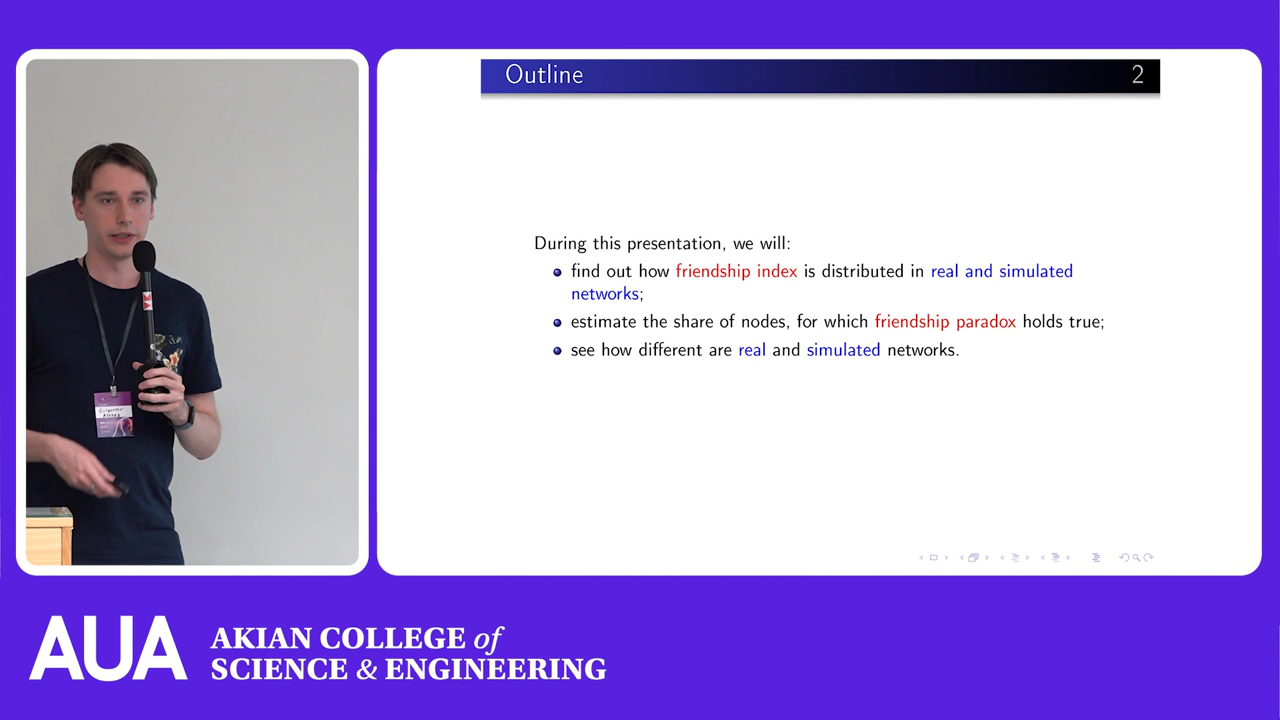 Outline
2
During this presentation, we will:
find out how friendship index is distributed in real and simulated
networks;
estimate the share of nodes, for which friendship paradox holds true;
see how different are real and simulated networks.
AUA
AKIAN COLLEGE of
SCIENCE & ENGINEERING